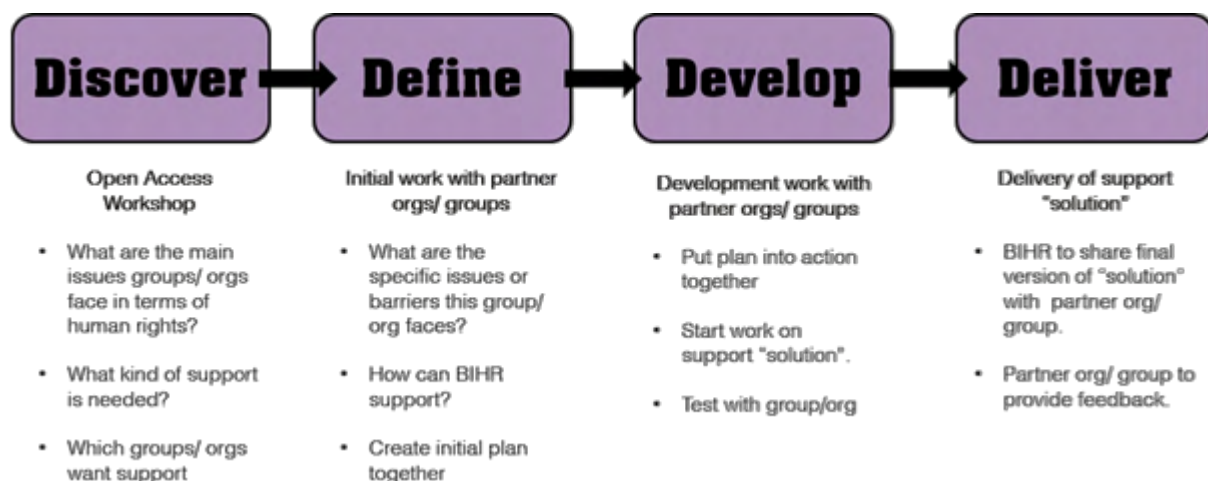 Discover
Define
Develop
Deliver
Open Access
Workshop
• What are the main
issues groups/ orgs
face in terms of
human rights?
• What kind of support
is needed?
• Which groups/ orgs
want support
Initial work with partner
orgs/ groups
• What are the
specific issues or
barriers this group/
org faces?
• How can BIHR
support?
• Create initial plan
together
Development work with
partner orgs/ groups
• Put plan into action
together
• Start work on
support "solution".
• Test with group/org
Delivery of support
"solution"
• BIHR to share final
version of "solution"
with partner org/
group.
• Partner org/ group to
provide feedback.